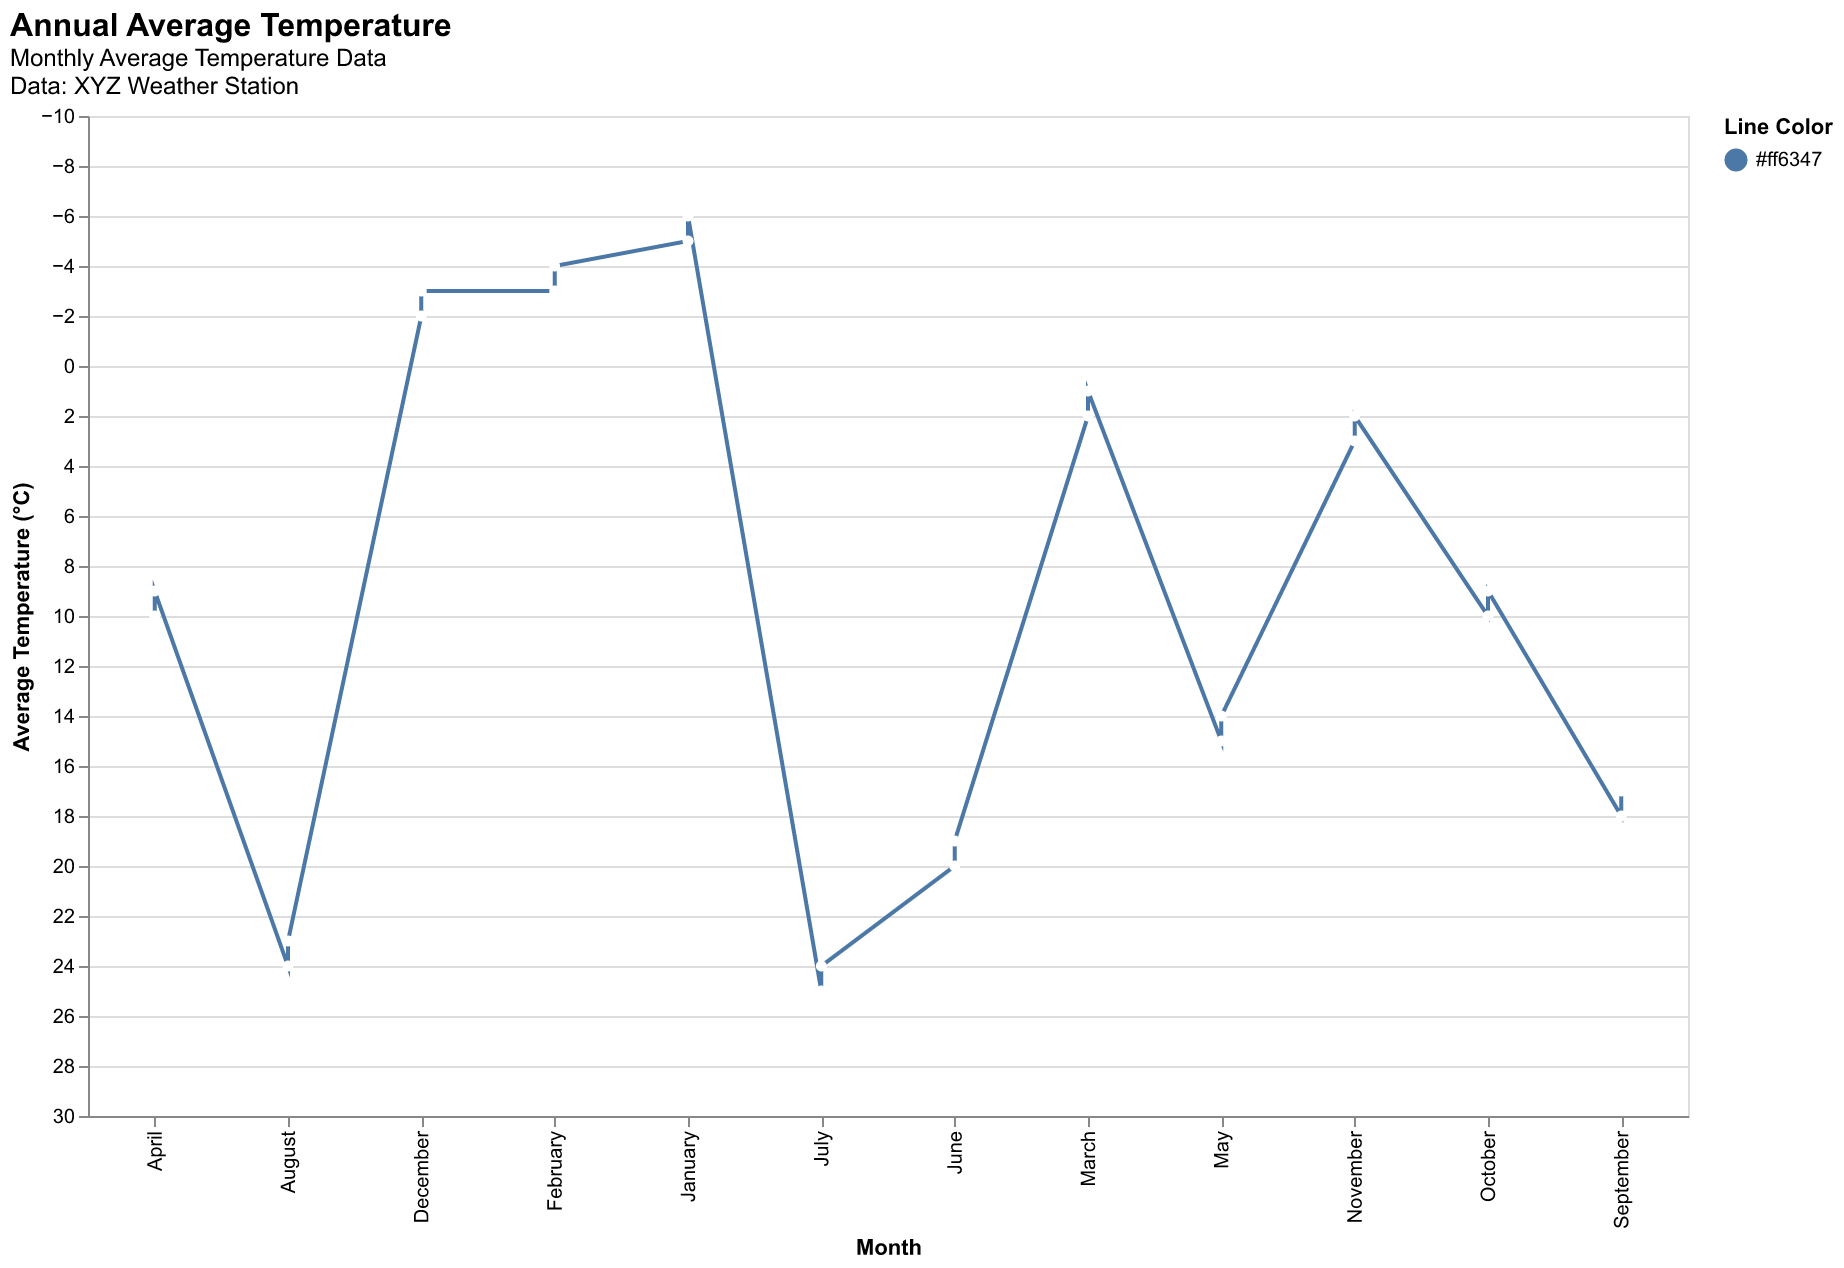 Annual Average Temperature
Monthly Average Temperature Data
Data: XYZ Weather Station
Line Color
#ff6347
Average Temperature (°C)
−10
−8
−6
−4
−2
0
2
4
6
8
10
12
14
16
18
20
22
24
26
28
30
April
August
December
February
January
July
June
March
May
November
October
September
Month